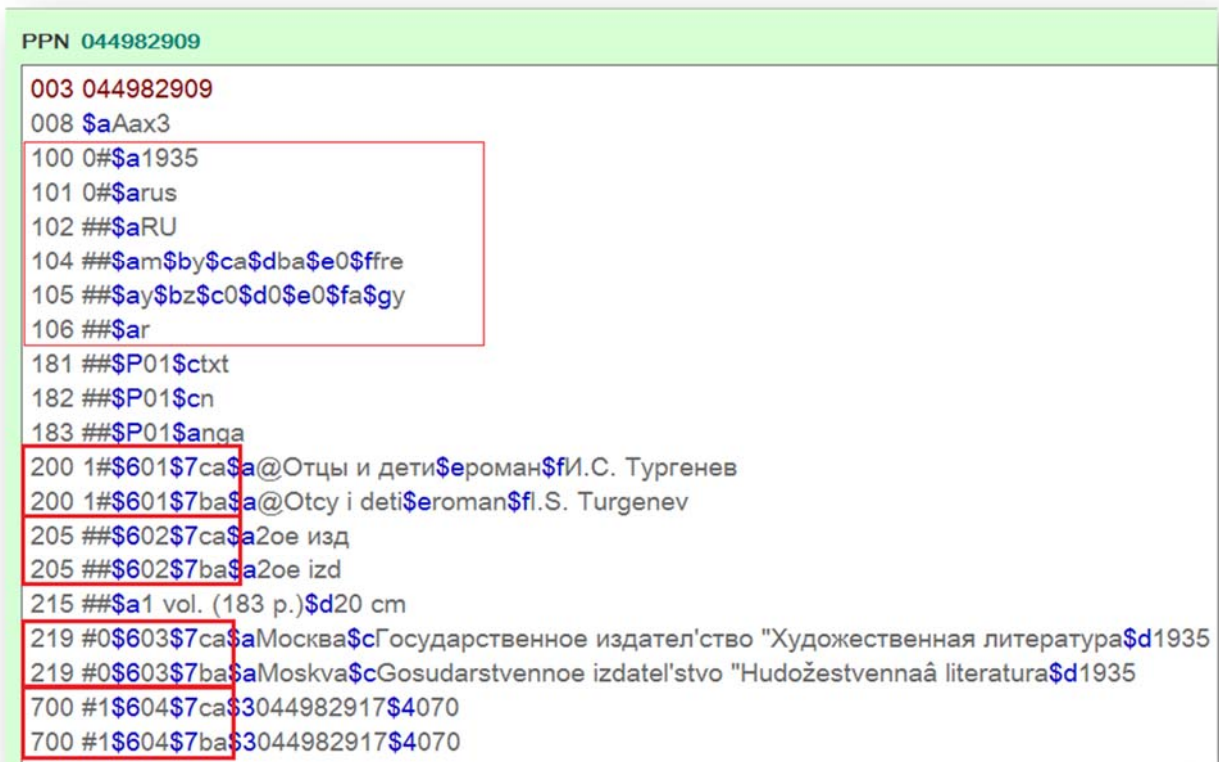 PPN 044982909
003 044982909
008 $aAax3
100 0#$a1935
101 0#$arus
102 ##$aRU
104 ##$am$by$ca$dba$e0$ffre
105 ##$ay$bz$c0$d0$e0$fa$gy
106 ##$ar
181 ##$P01$ctxt
182 ##$P01$cn
183 ##$P01$anga
200 1#$601$7ca$a@Отцы и дети$eроман$fИ.С. Тургенев
200 1#$601$7ba$a@Otcy i deti$eroman$fI.S. Turgenev
205 ##$602$7ca$a2ое изд
205 ##$602$7ba$a2oe izd
215 ##$a1 vol. (183 p.)$d20 cm
219 #0$603$7ca$aМосква$cГосударственное издател'ство "Художественная литература$d1935
219 #0$603$7ba$aMoskva$cGosudarstvennoe izdatel'stvo "Hudožestvennaâ literatura$d1935
700 #1$604$7ca$3044982917$4070
700 #1$604$7ba$3044982917$4070